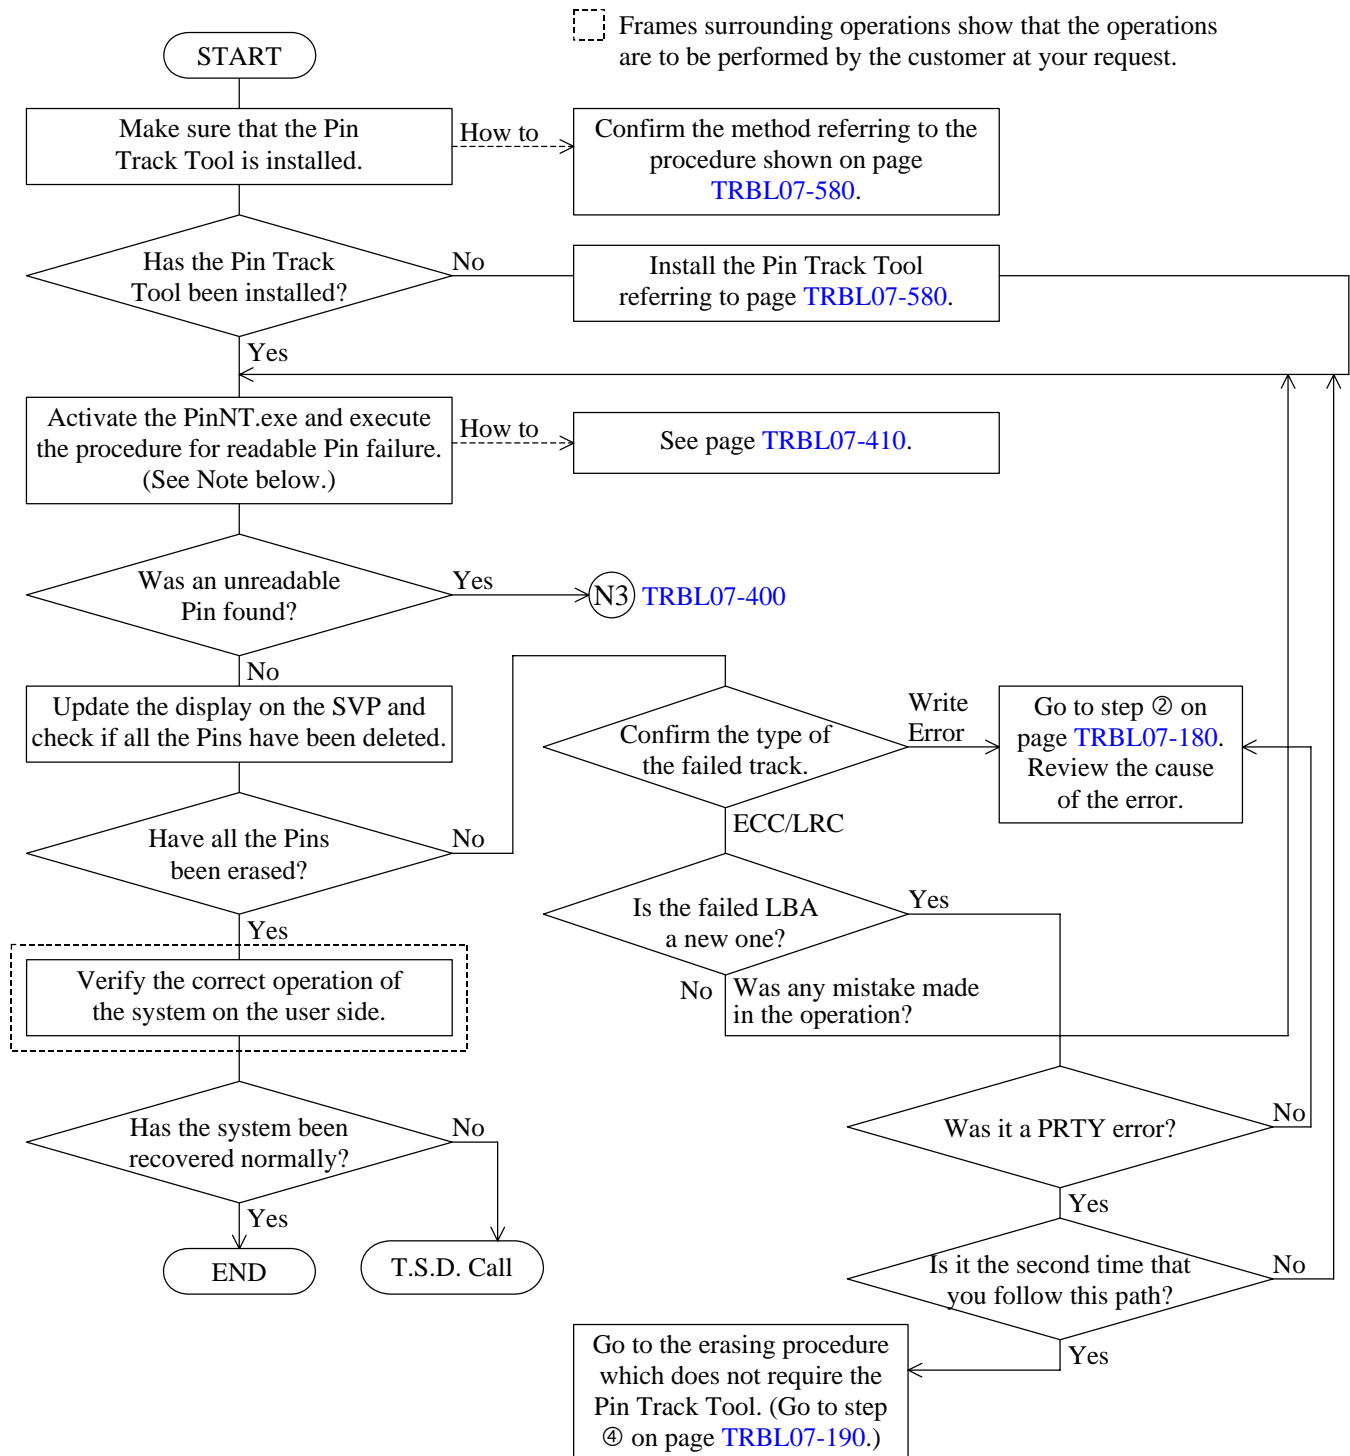 Frames surrounding operations show that the operations
are to be performed by the customer at your request.
START
Make sure that the Pin
Track Tool is installed.
How to
Confirm the method referring to the
procedure shown on page
TRBL07-580.
Has the Pin Track
Tool been installed?
No
Install the Pin Track Tool
referring to page TRBL07-580.
Yes
Activate the PinNT.exe and execute
the procedure for readable Pin failure.
(See Note below.)
How to
See page TRBL07-410.
Was an unreadable
Pin found?
Yes
N3 TRBL07-400
No
Update the display on the SVP and
check if all the Pins have been deleted.
Confirm the type of
the failed track.
Write
Error
Go to step ② on
page TRBL07-180.
Review the cause
of the error.
ECC/LRC
Have all the Pins
been erased?
No
Is the failed LBA
a new one?
Yes
No
Was any mistake made
in the operation?
Yes
Verify the correct operation of
the system on the user side.
Was it a PRTY error?
No
Yes
Has the system been
recovered normally?
No
Yes
END
T.S.D. Call
Is it the second time that
you follow this path?
No
Yes
Go to the erasing procedure
which does not require the
Pin Track Tool. (Go to step
④ on page TRBL07-190.)